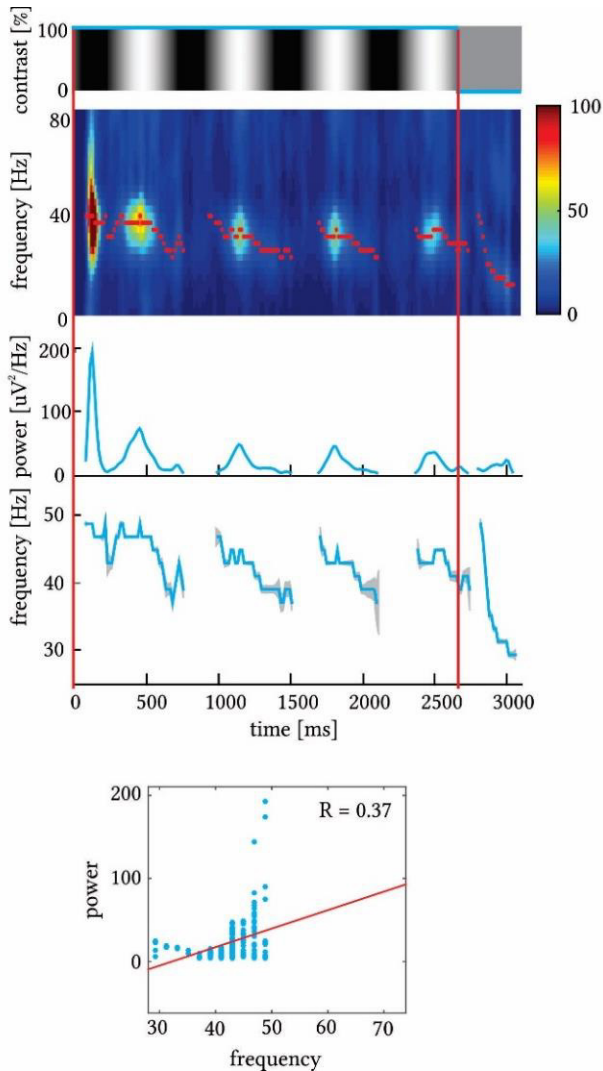 contrast [%]
100
0
frequency [Hz]
80
40
0
100
50
0
power [uV²/Hz]
200
100
0
frequency [Hz]
50
40
30
0 500 1000 1500 2000 2500 3000
time [ms]
power
200
100
0
R = 0.37
30 40 50 60 70
frequency